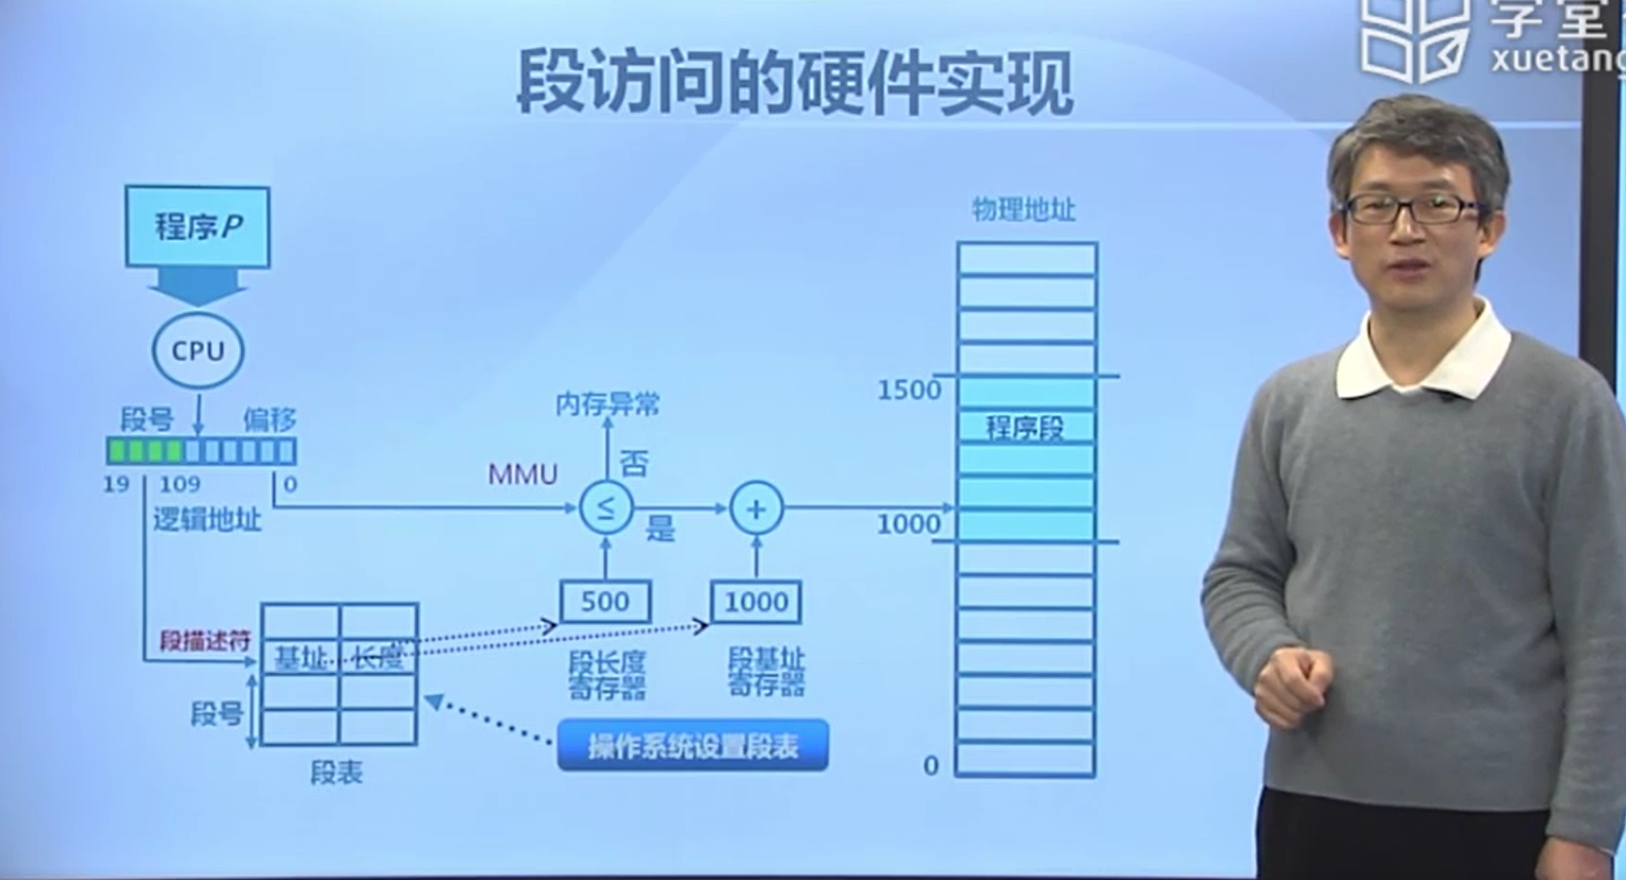 学堂
xuetang
段访问的硬件实现
程序P
CPU
段号
偏移
19
109
0
逻辑地址
MMU
内存异常
否
≤
是
+
500
1000
段长度
寄存器
段基址
寄存器
段描述符
基址
长度
段号
段表
操作系统设置段表
物理地址
1500
程序段
1000
0